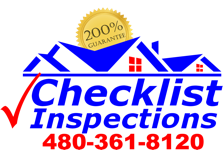 200%
GUARANTEE
Checklist
Inspections
480-361-8120